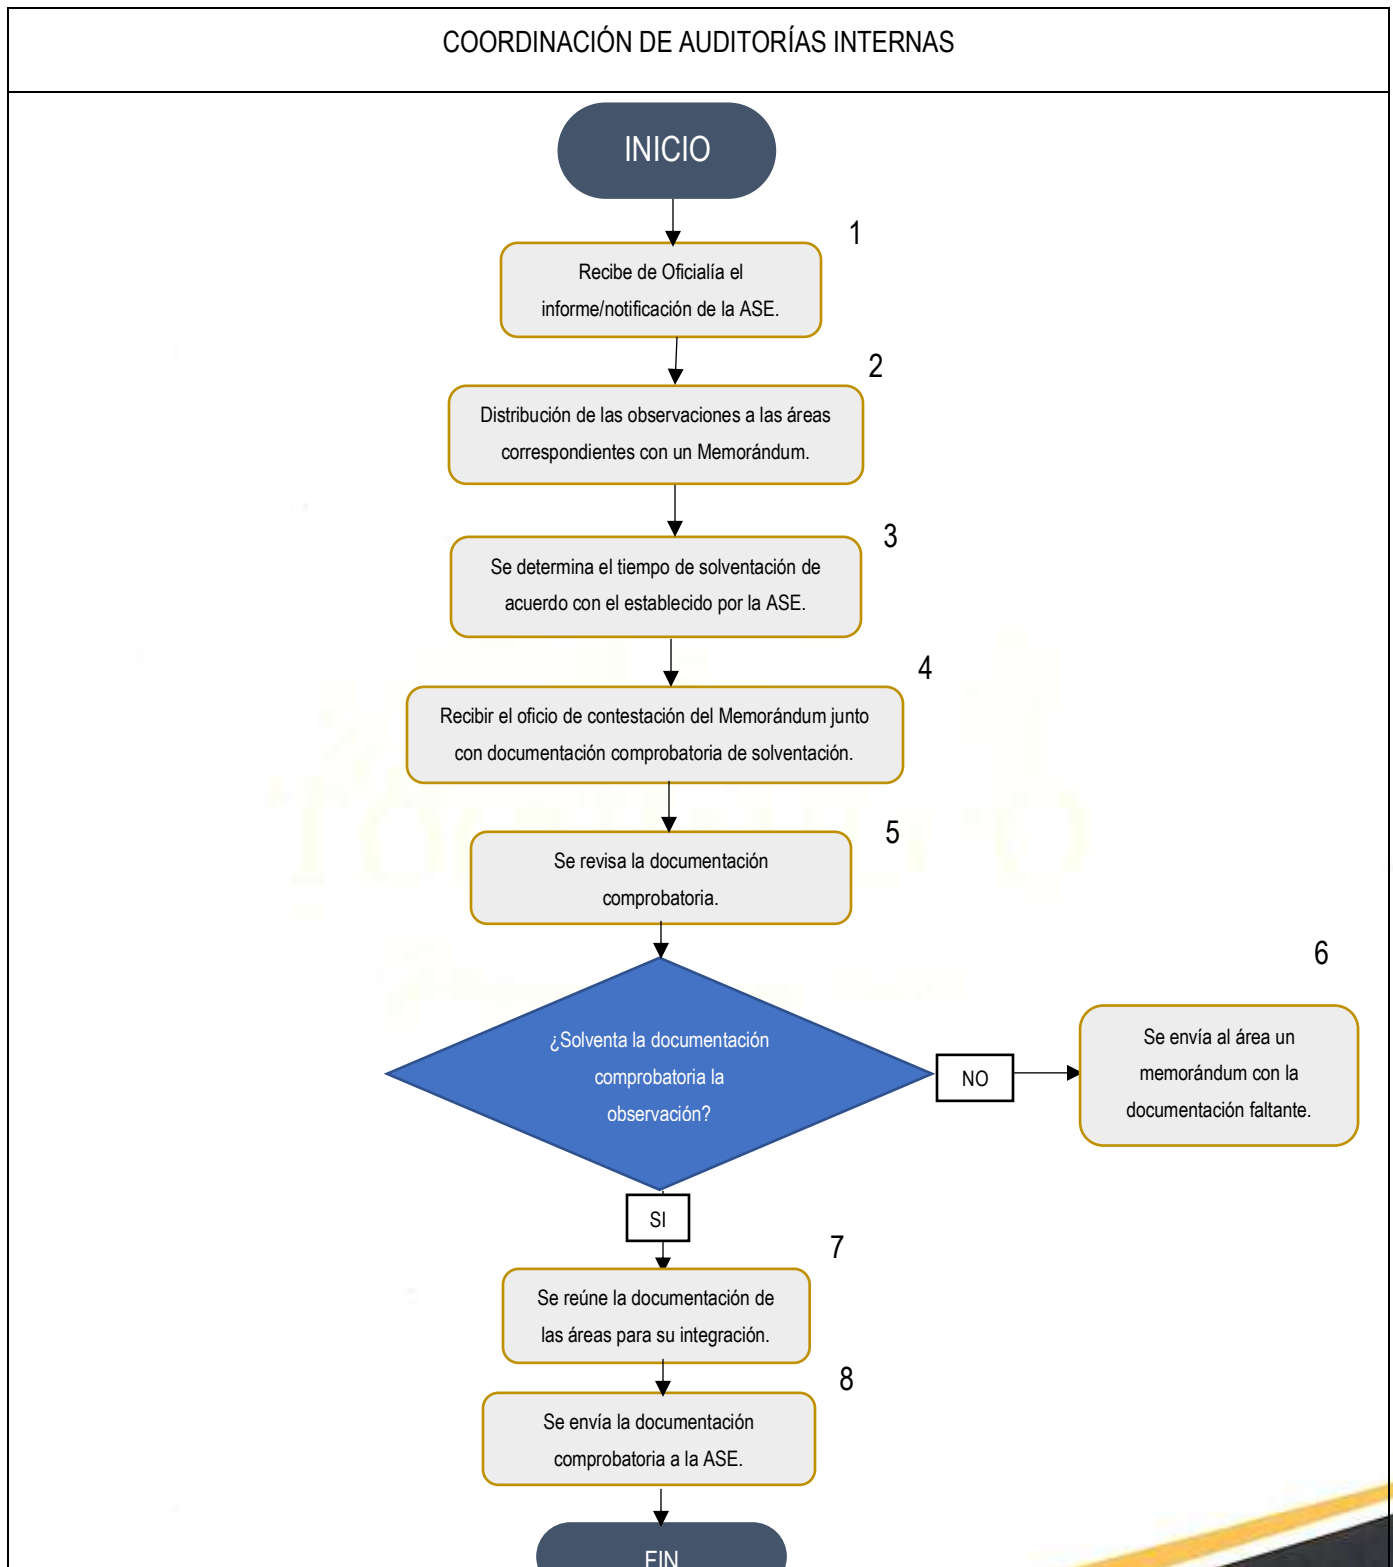 COORDINACIÓN DE AUDITORÍAS INTERNAS
INICIO
1
Recibe de Oficialía el
informe/notificación de la ASE.
2
Distribución de las observaciones a las áreas
correspondientes con un Memorándum.
3
Se determina el tiempo de solventación de
acuerdo con el establecido por la ASE.
4
Recibir el oficio de contestación del Memorándum junto
con documentación comprobatoria de solventación.
5
Se revisa la documentación
comprobatoria.
¿Solventa la documentación
comprobatoria la
observación?
NO
6
Se envía al área un
memorándum con la
documentación faltante.
SI
7
Se reúne la documentación de
las áreas para su integración.
8
Se envía la documentación
comprobatoria a la ASE.
FIN